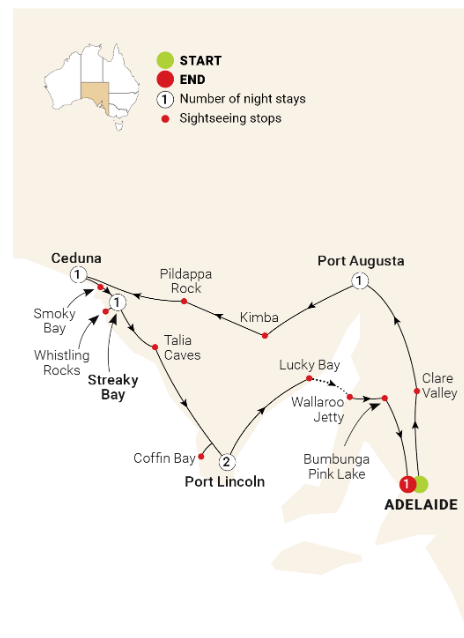 START
END
1 Number of night stays
Sightseeing stops
Ceduna
1
Port Augusta
1
Pildappa
Rock
Smoky
Bay
1
Kimba
Whistling
Rocks
Streaky
Bay
Talia
Caves
Lucky Bay
Clare
Valley
Wallaroo
Jetty
Coffin Bay
2
Port Lincoln
Bumbunga
Pink Lake
1
ADELAIDE